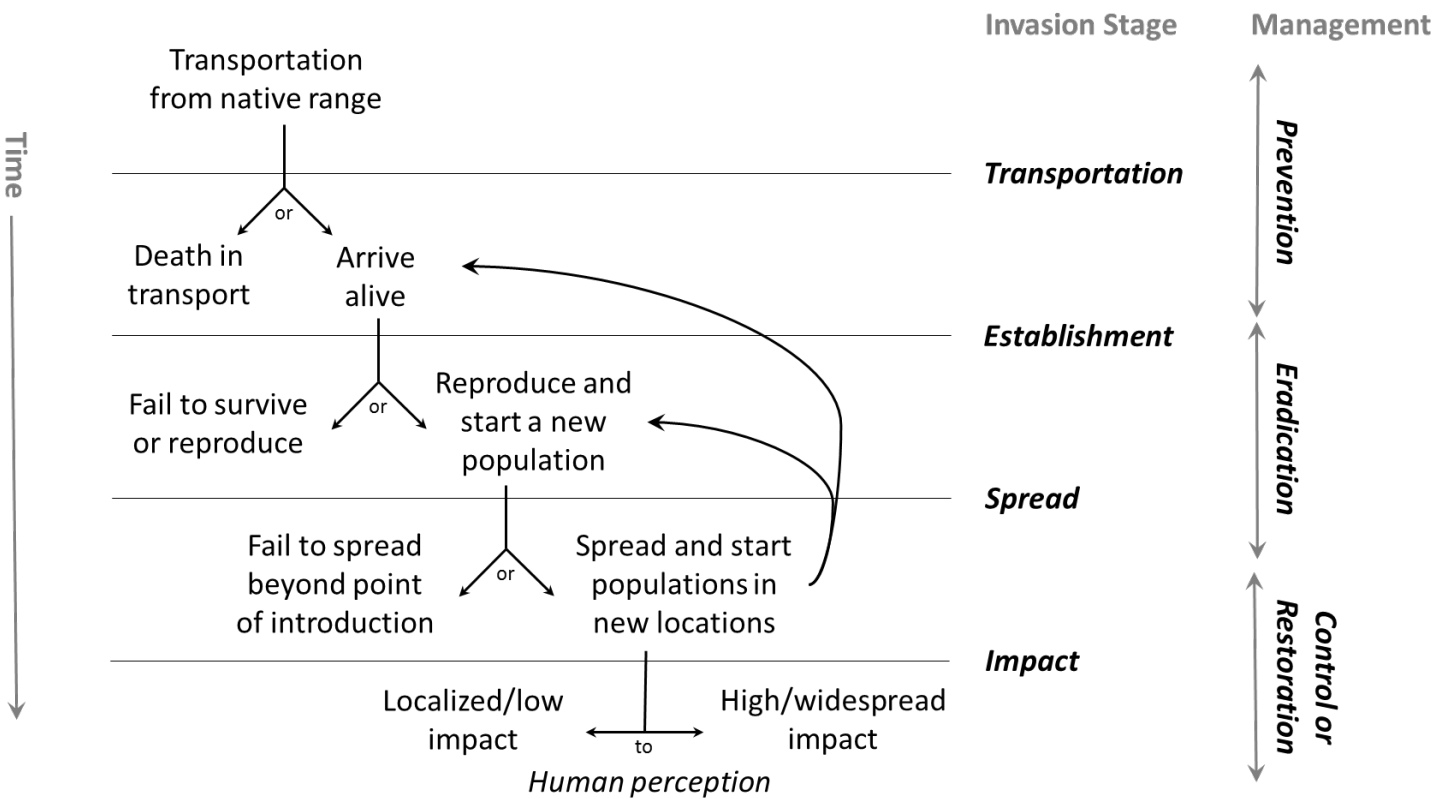 Invasion Stage
Management
Transportation
from native range
Time
Transportation
Prevention
or
Death in
transport
Arrive
alive
Establishment
Eradication
Fail to survive
or reproduce
or
Reproduce and
start a new
population
Spread
Fail to spread
beyond point
of introduction
or
Spread and start
populations in
new locations
Control or
Restoration
Impact
Localized/low
impact
to
High/widespread
impact
Human perception